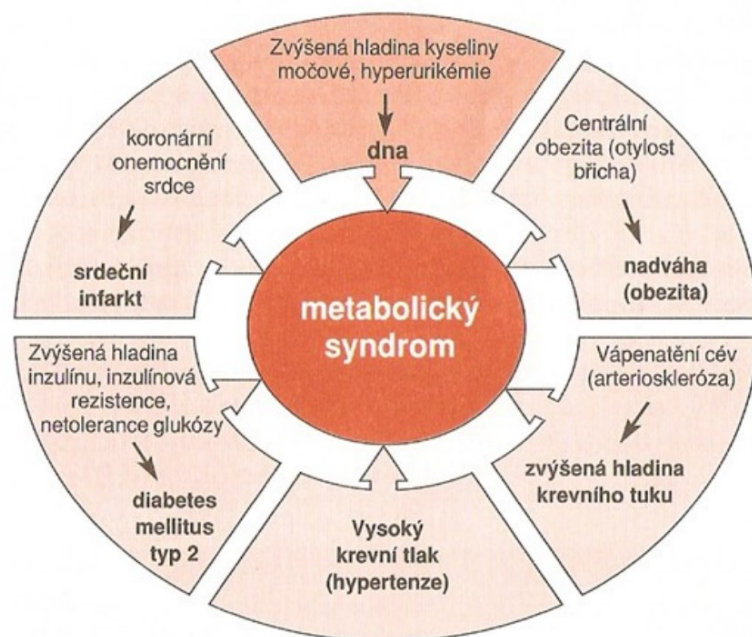 Zvýšená hladina kyseliny
močové, hyperurikémie
dna
koronární
onemocnění
srdce
srdeční
infarkt
Centrální
obezita (otylost
břicha)
nadváha
(obezita)
metabolický
syndrom
Zvýšená hladina
inzulínu, inzulínová
rezistence,
netolerance glukózy
diabetes
mellitus
typ 2
Vápenatění cév
(arterioskleróza)
zvýšená hladina
krevního tuku
Vysoký
krevní tlak
(hypertenze)